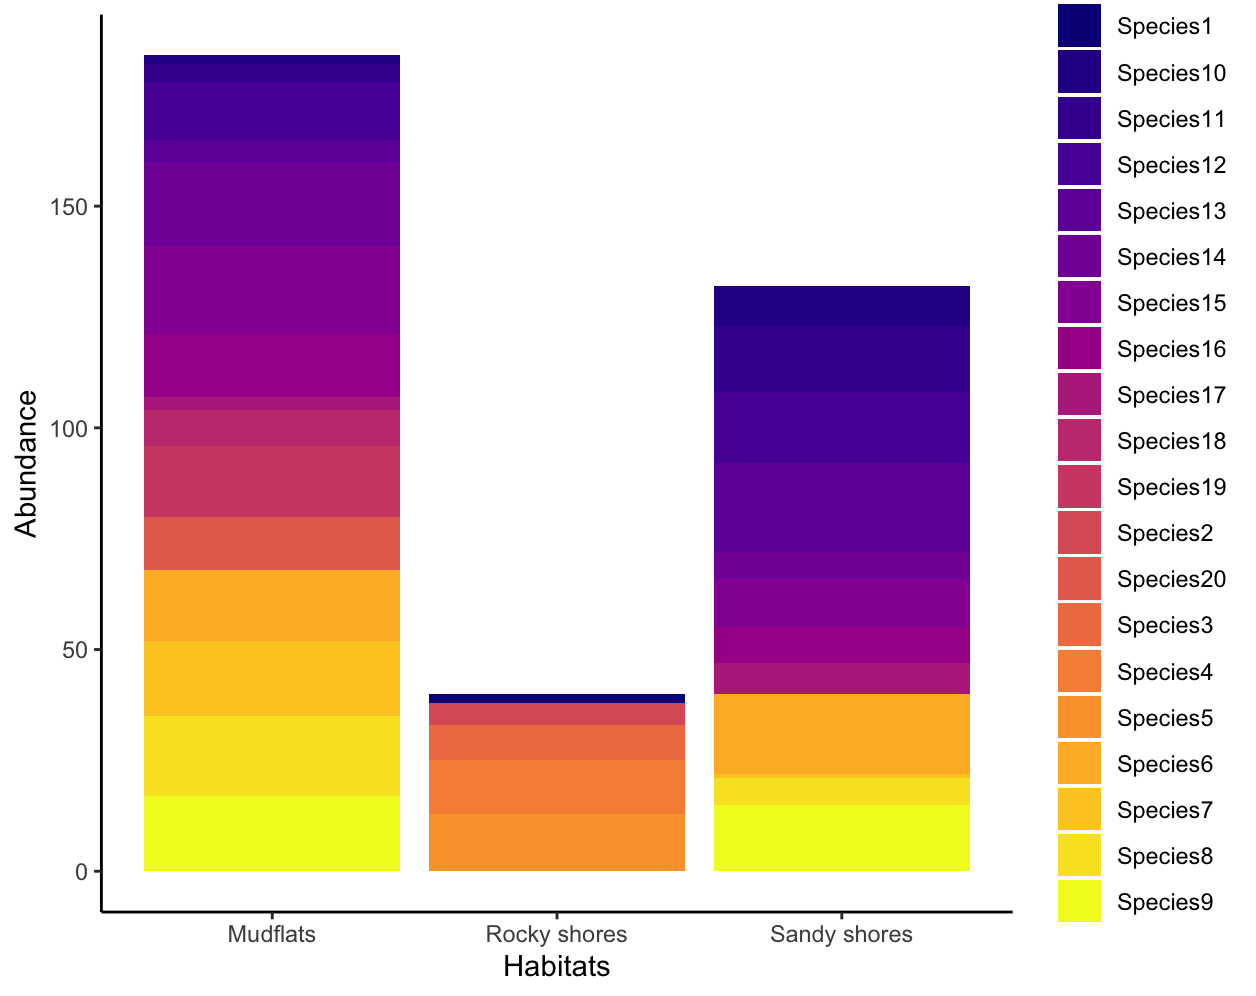 Abundance
150
100
50
0
Mudflats
Rocky shores
Sandy shores
Habitats
Species1
Species10
Species11
Species12
Species13
Species14
Species15
Species16
Species17
Species18
Species19
Species2
Species20
Species3
Species4
Species5
Species6
Species7
Species8
Species9